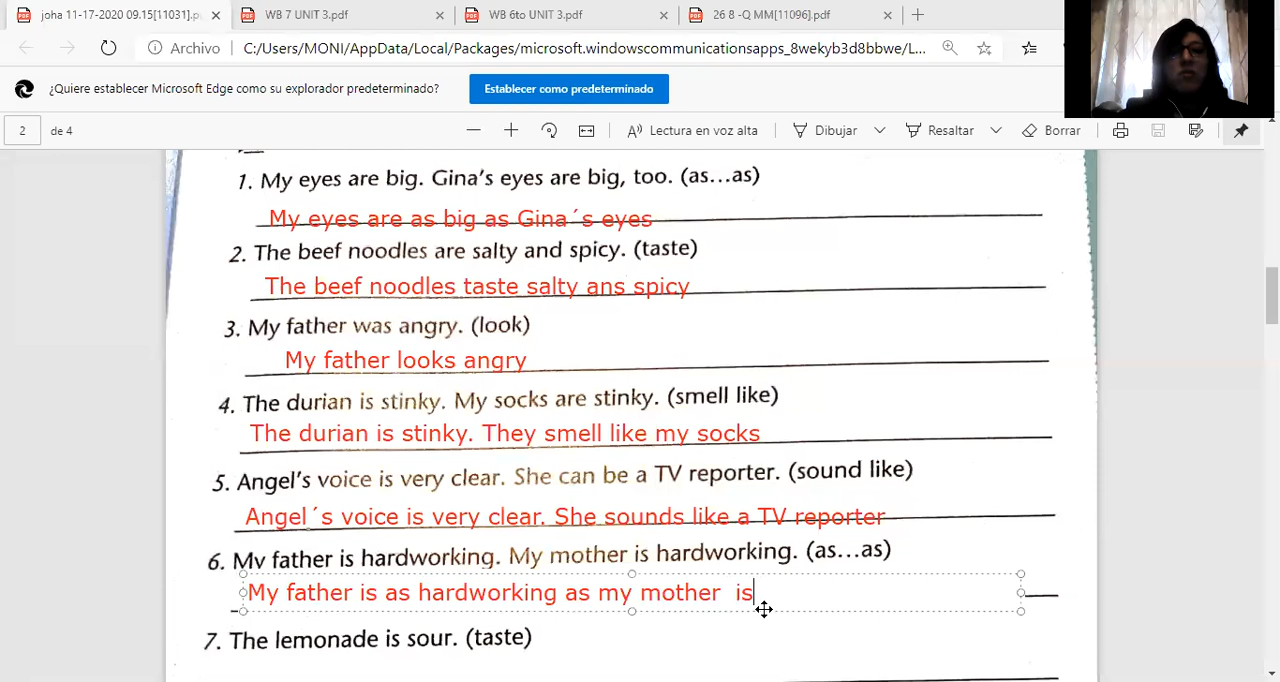 joha 11-17-2020 09.15[11031].p
WB 7 UNIT 3.pdf
WB 6to UNIT 3.pdf
26 8 -Q MM[11096].pdf
Archivo
C:/Users/MONI/AppData/Local/Packages/microsoft.windowscommunicationsapps_8wekyb3d8bbwe/L...
¿Quiere establecer Microsoft Edge como su explorador predeterminado?
Establecer como predeterminado
2 de 4
Lectura en voz alta
Dibujar
Resaltar
Borrar
1. My eyes are big. Gina's eyes are big, too. (as...as)
My eyes are as big as Gina´s eyes
2. The beef noodles are salty and spicy. (taste)
The beef noodles taste salty ans spicy
3. My father was angry. (look)
My father looks angry
4. The durian is stinky. My socks are stinky. (smell like)
The durian is stinky. They smell like my socks
5. Angel's voice is very clear. She can be a TV reporter. (sound like)
Angel´s voice is very clear. She sounds like a TV reporter
6. My father is hardworking. My mother is hardworking. (as...as)
My father is as hardworking as my mother  is
7. The lemonade is sour. (taste)